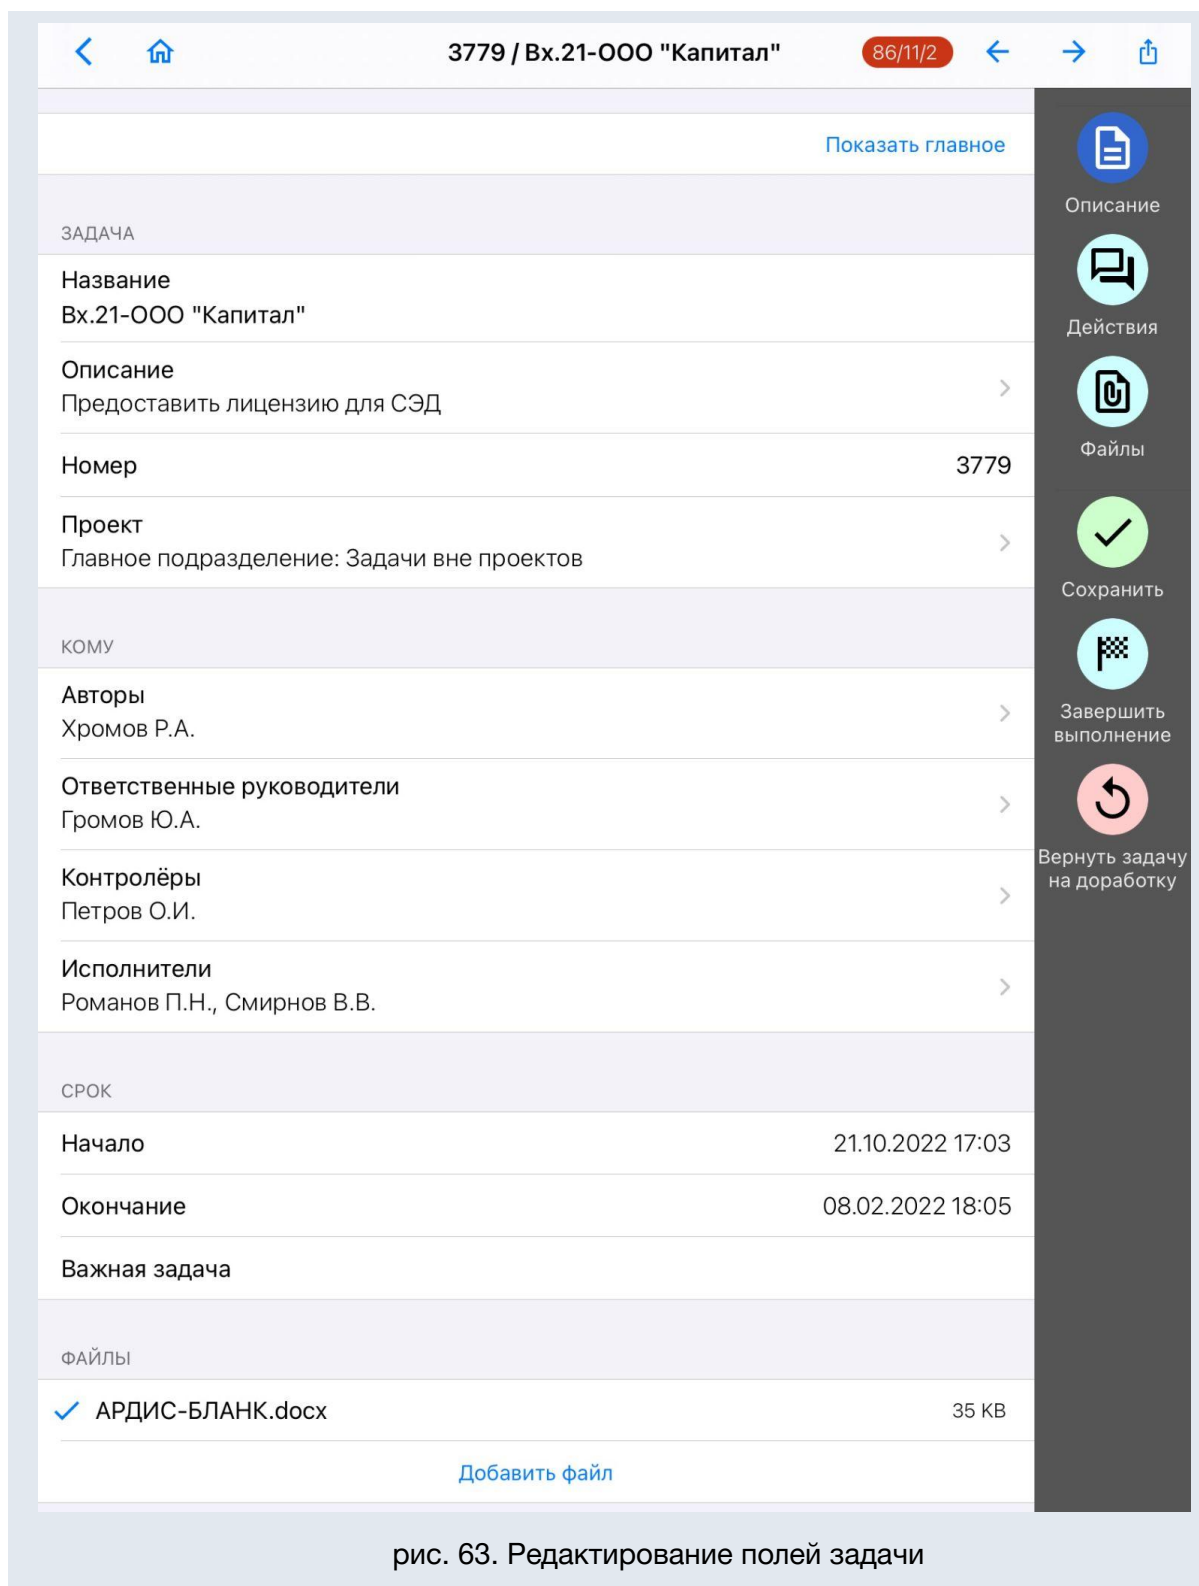 3779 / Вх.21-ООО "Капитал"
86/11/2
Показать главное
ЗАДАЧА
Название
Вх.21-ООО "Капитал"
Описание
Предоставить лицензию для СЭД
Номер
3779
Проект
Главное подразделение: Задачи вне проектов
КОМУ
Авторы
Хромов Р.А.
Ответственные руководители
Громов Ю.А.
Контролёры
Петров О.И.
Исполнители
Романов П.Н., Смирнов В.В.
СРОК
Начало
21.10.2022 17:03
Окончание
08.02.2022 18:05
Важная задача
ФАЙЛЫ
АРДИС-БЛАНК.docx
35 KB
Добавить файл
Описание
Действия
Файлы
Сохранить
Завершить
выполнение
Вернуть задачу
на доработку
рис. 63. Редактирование полей задачи